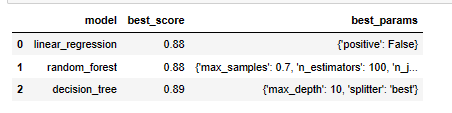 model best_score best_params
0 linear_regression 0.88 {'positive': False}
1 random_forest 0.88 {'max_samples': 0.7, 'n_estimators': 100, 'n_j...
2 decision_tree 0.89 {'max_depth': 10, 'splitter': 'best'}